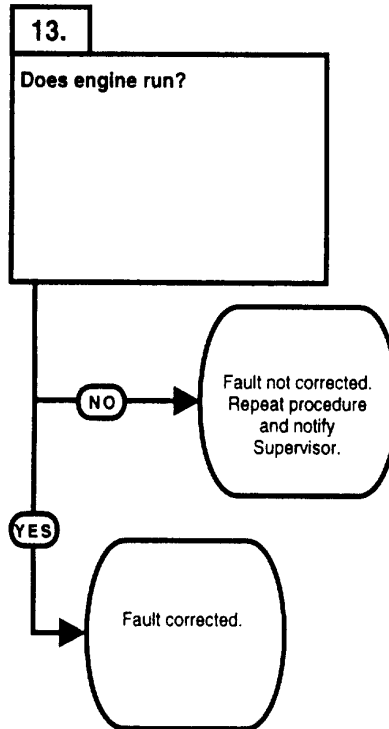 13.
Does engine run?
NO
Fault not corrected.
Repeat procedure
and notify
Supervisor.
YES
Fault corrected.